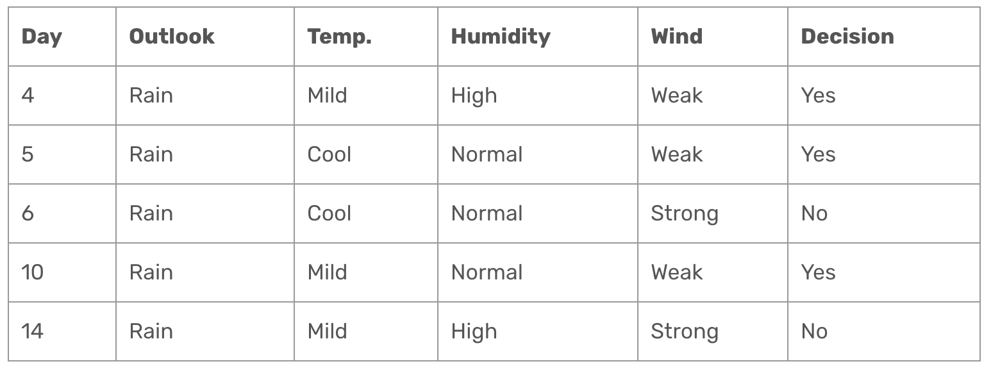 Day Outlook Temp. Humidity Wind Decision
4 Rain Mild High Weak Yes
5 Rain Cool Normal Weak Yes
6 Rain Cool Normal Strong No
10 Rain Mild Normal Weak Yes
14 Rain Mild High Strong No